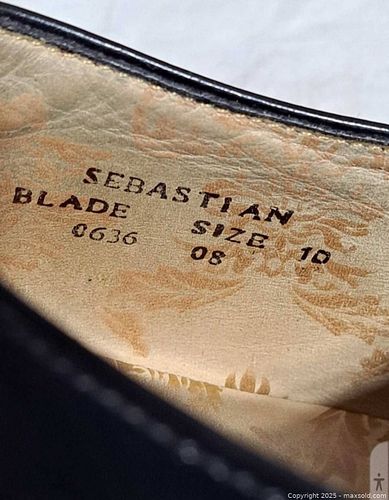 SEBASTIAN
BLADE SIZE 10
0636 08
Copyright 2025 - maxsold.com